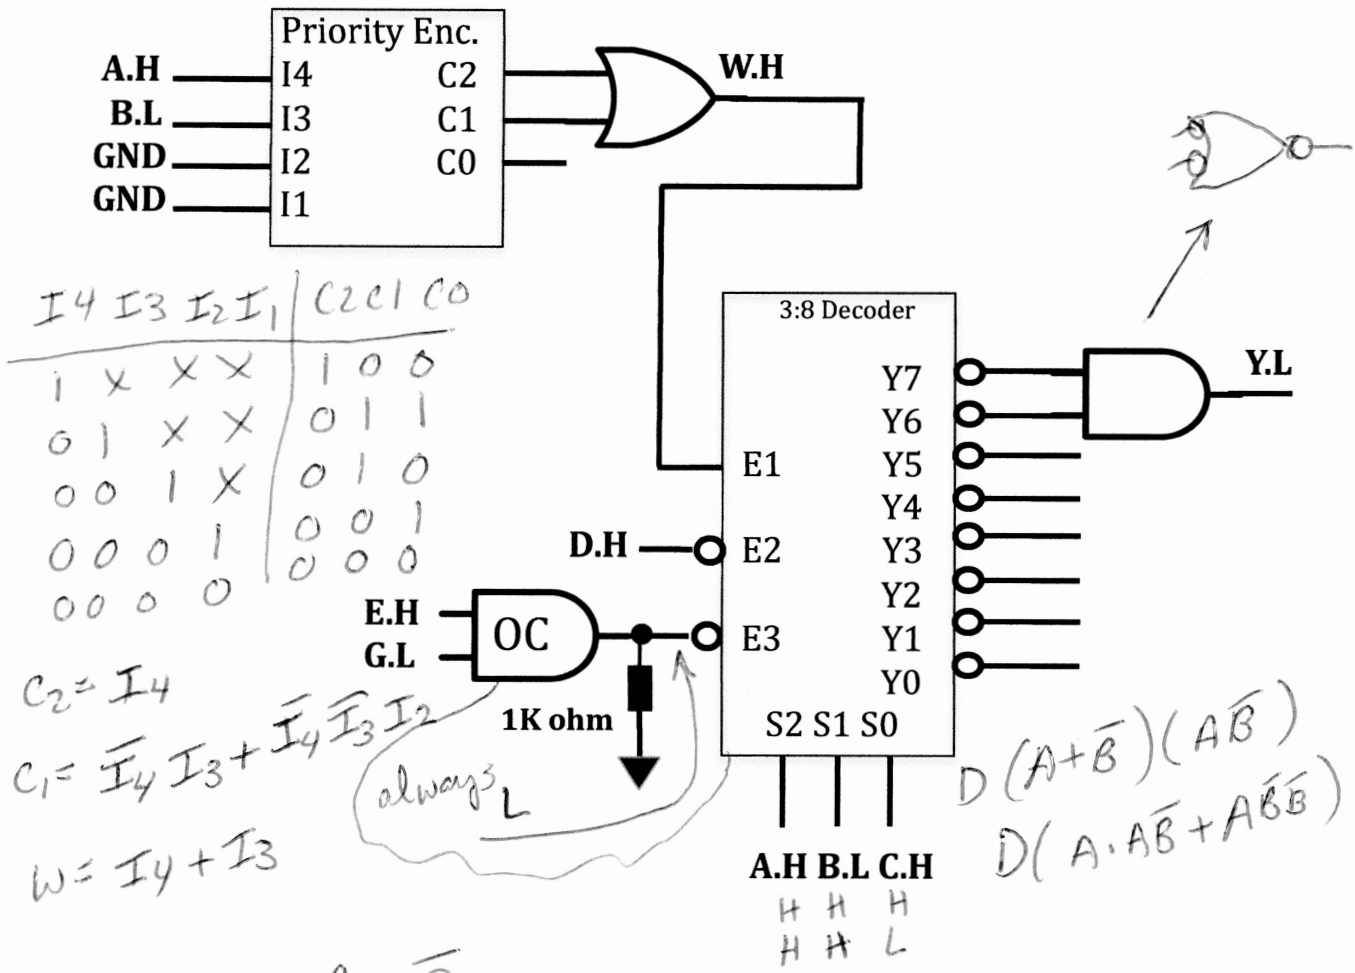 Priority Enc.
A.H I4 C2
B.L I3 C1
GND I2 C0
GND I1
W.H
I4 I3 I2 I1 C2 C1 C0
1 X X X 1 0 0
0 1 X X 0 1 1
0 0 1 X 0 1 0
0 0 0 1 0 0 1
0 0 0 0 0 0 0
3:8 Decoder
Y7
Y6
Y5
Y4
Y3
Y2
Y1
Y0
Y.L
E1
D.H E2
E.H
G.L
OC
E3
1K ohm
S2 S1 S0
A.H B.L C.H
H H H
H H L
C2 = I4
C1 = I̅4 I3 + I̅4 I̅3 I2
W = I4 + I3
always L
D(A+B̅)(AB̅)
D(A·AB̅+AB̅B̅)